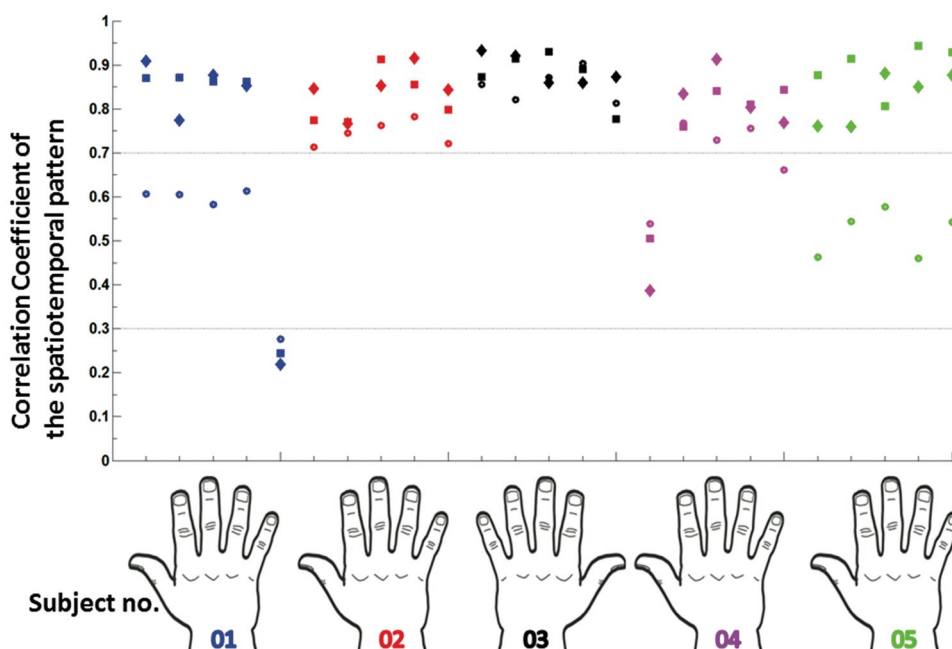 Correlation Coefficient of
the spatiotemporal pattern
1
0.9
0.8
0.7
0.6
0.5
0.4
0.3
0.2
0.1
0
Subject no.
01 02 03 04 05